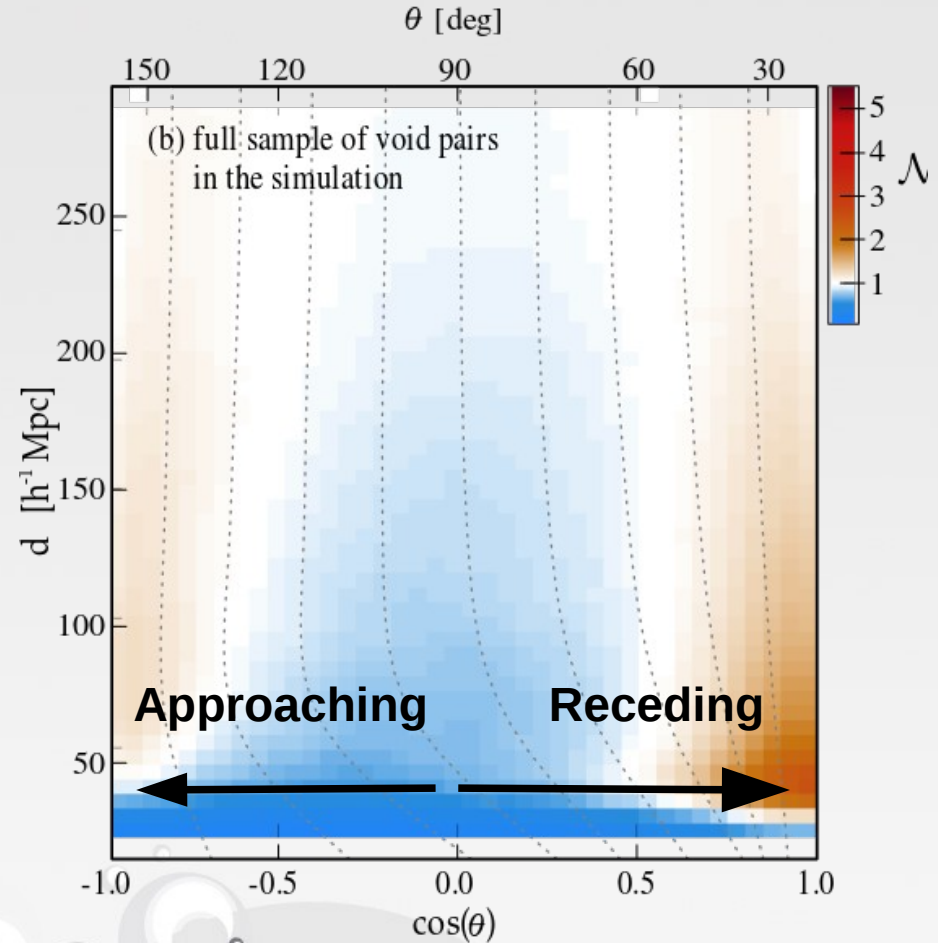 θ [deg]
150 120 90 60 30
(b) full sample of void pairs
in the simulation
5
4
3
2
1
Λ
250
200
150
100
50
d [h⁻¹ Mpc]
Approaching Receding
-1.0 -0.5 0.0 0.5 1.0
cos(θ)